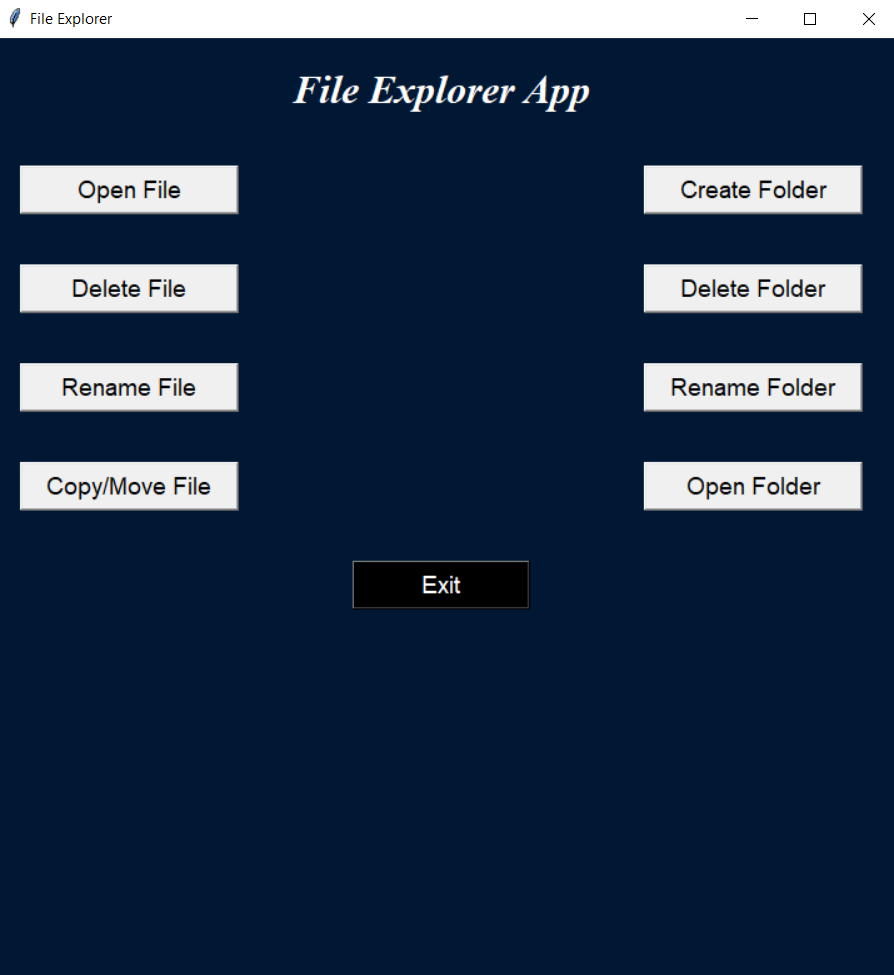 File Explorer
File Explorer App
Open File
Create Folder
Delete File
Delete Folder
Rename File
Rename Folder
Copy/Move File
Open Folder
Exit